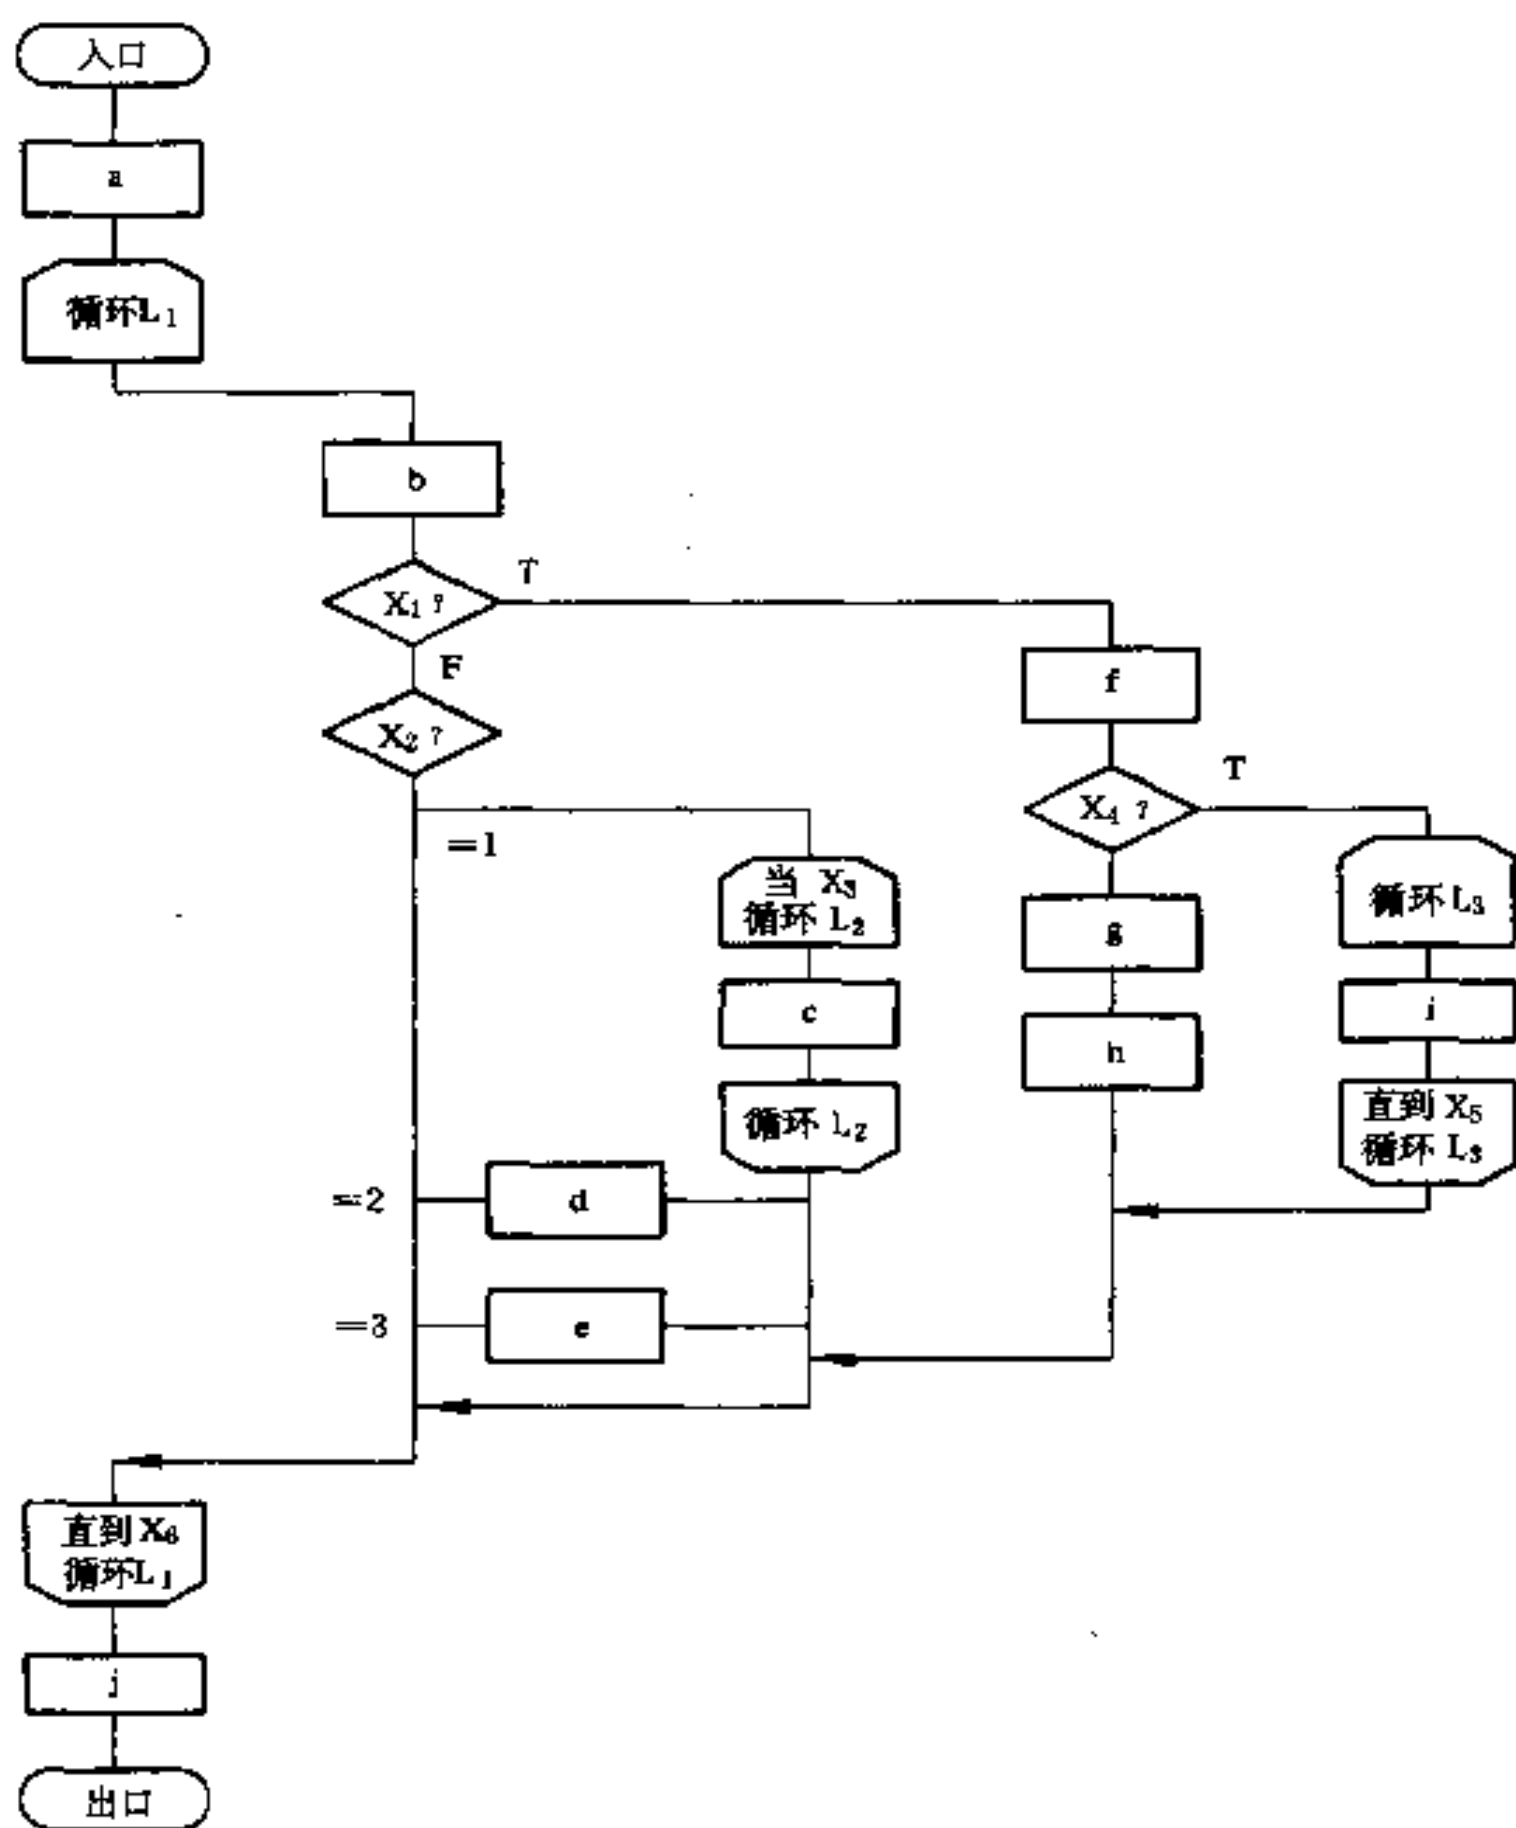 入口
a
循环L₁
b
X₁?
T
F
X₂?
f
X₄?
T
=1
当 X₃
循环 L₂
循环 L₃
g
c
i
h
循环 L₂
直到 X₅
循环 L₃
=2
d
=3
e
直到 X₆
循环L₁
j
出口